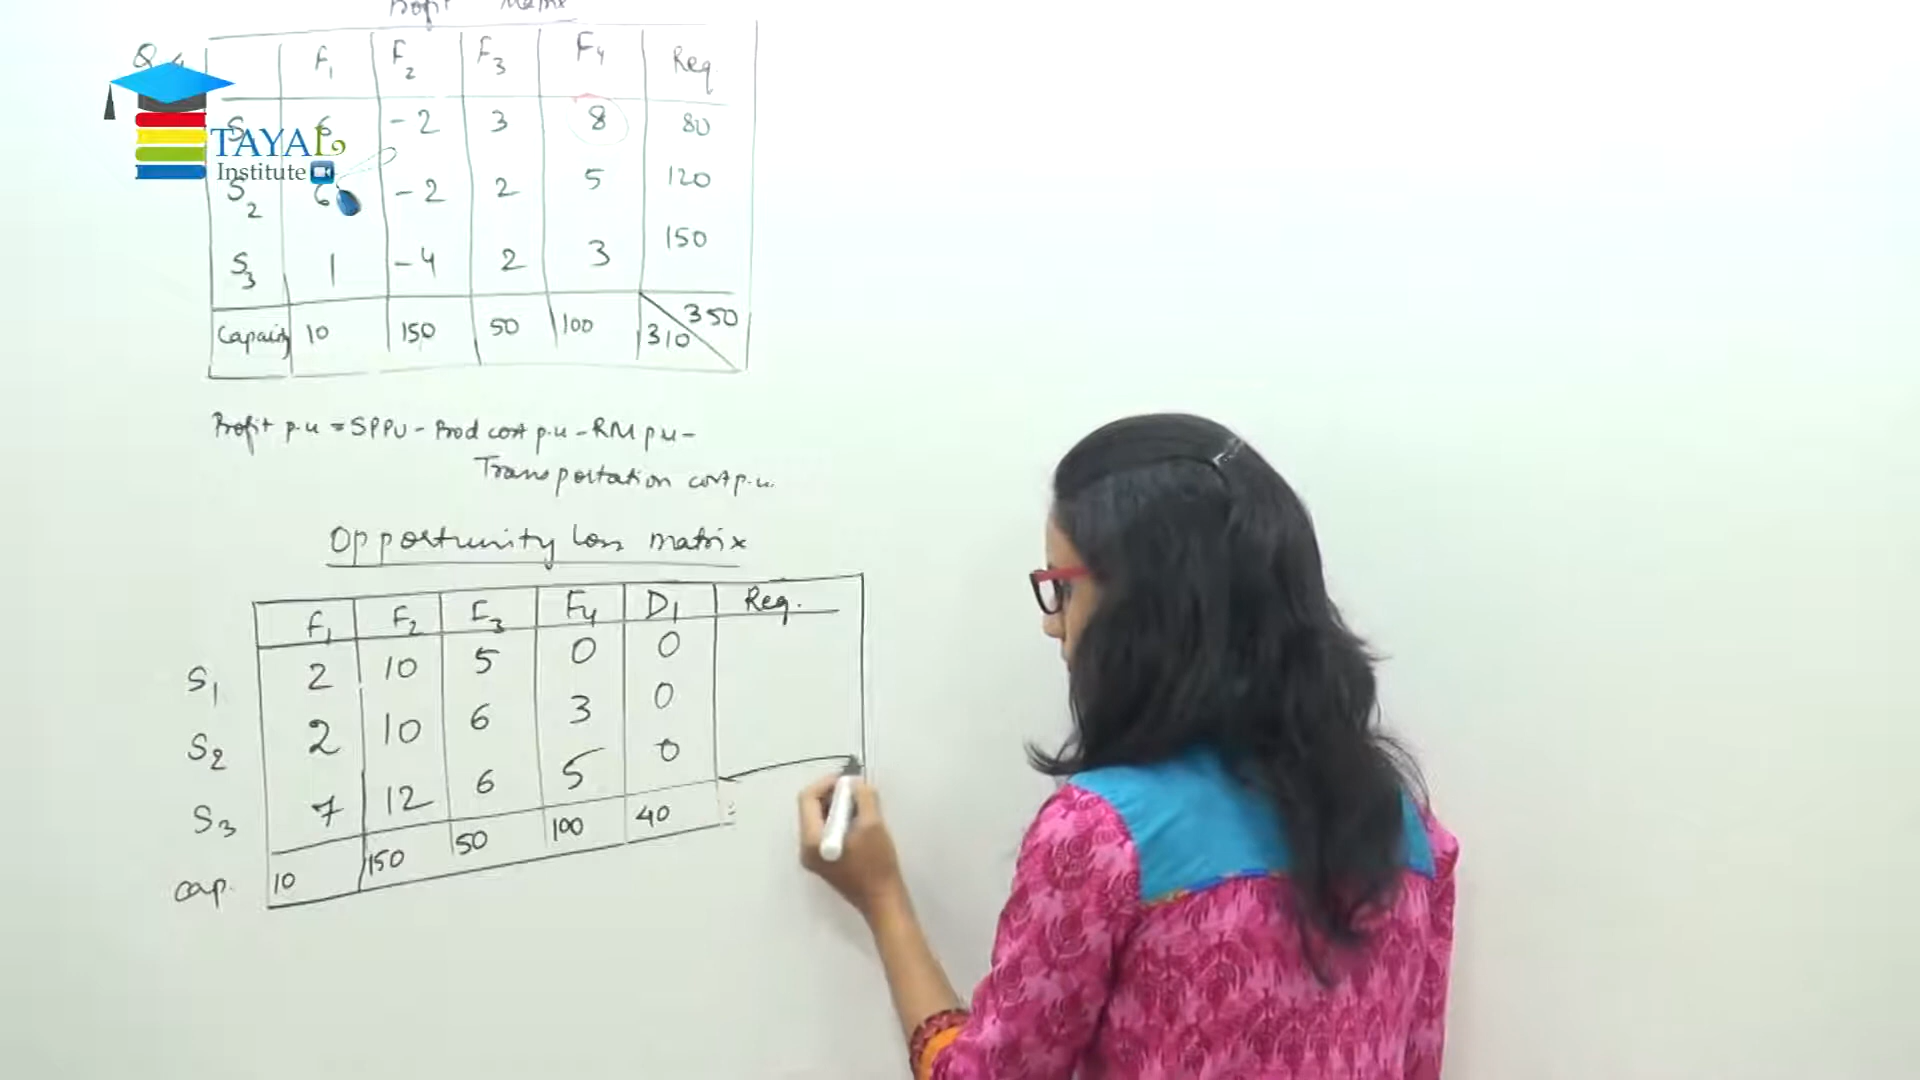 Profit Matrix
Q.4 F1 F2 F3 F4 Req.
S1 6 -2 3 8 80
TAYAL
Institute
S2 6 -2 2 5 120
S3 1 -4 2 3 150
Capacity 10 150 50 100 310 350
Profit p.u = SPPU - Prod cost p.u - RM p.u -
Transportation cost p.u.
Opportunity loss matrix
F1 F2 F3 F4 D1 Req.
S1 2 10 5 0 0
S2 2 10 6 3 0
S3 7 12 6 5 0
cap. 10 150 50 100 40